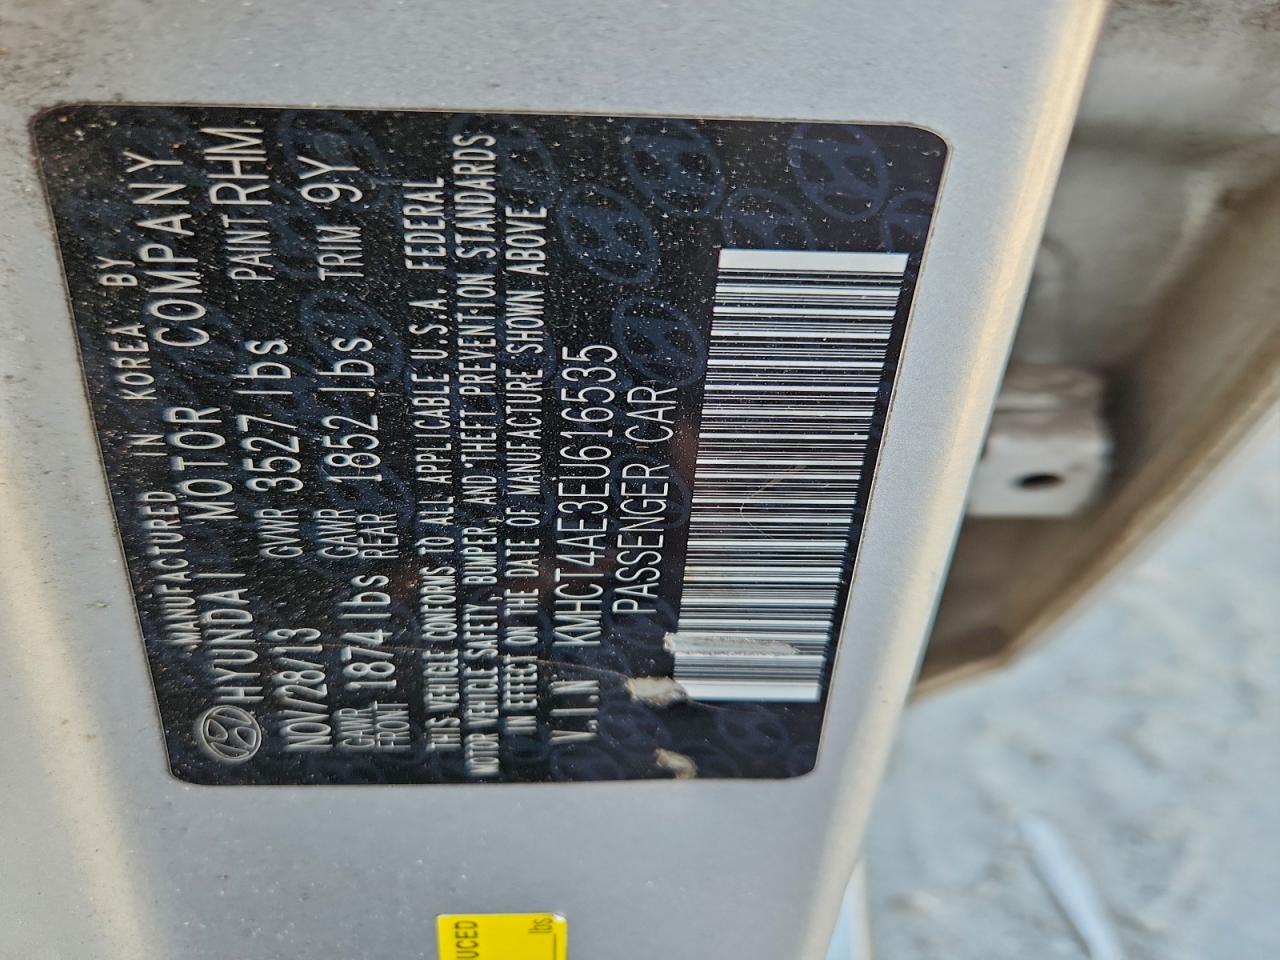 MANUFACTURED IN KOREA BY
HYUNDAI MOTOR COMPANY
NOV/28/13 GVWR 3527 lbs PAINT RHM
GAWR FRONT 1874 lbs GAWR REAR 1852 lbs TRIM 9Y
THIS VEHICLE CONFORMS TO ALL APPLICABLE U.S.A. FEDERAL
MOTOR VEHICLE SAFETY, BUMPER, AND THEFT PREVENTION STANDARDS
IN EFFECT ON THE DATE OF MANUFACTURE SHOWN ABOVE
V.I.N KMHCT4AE3EU616535
PASSENGER CAR
UCED
lbs